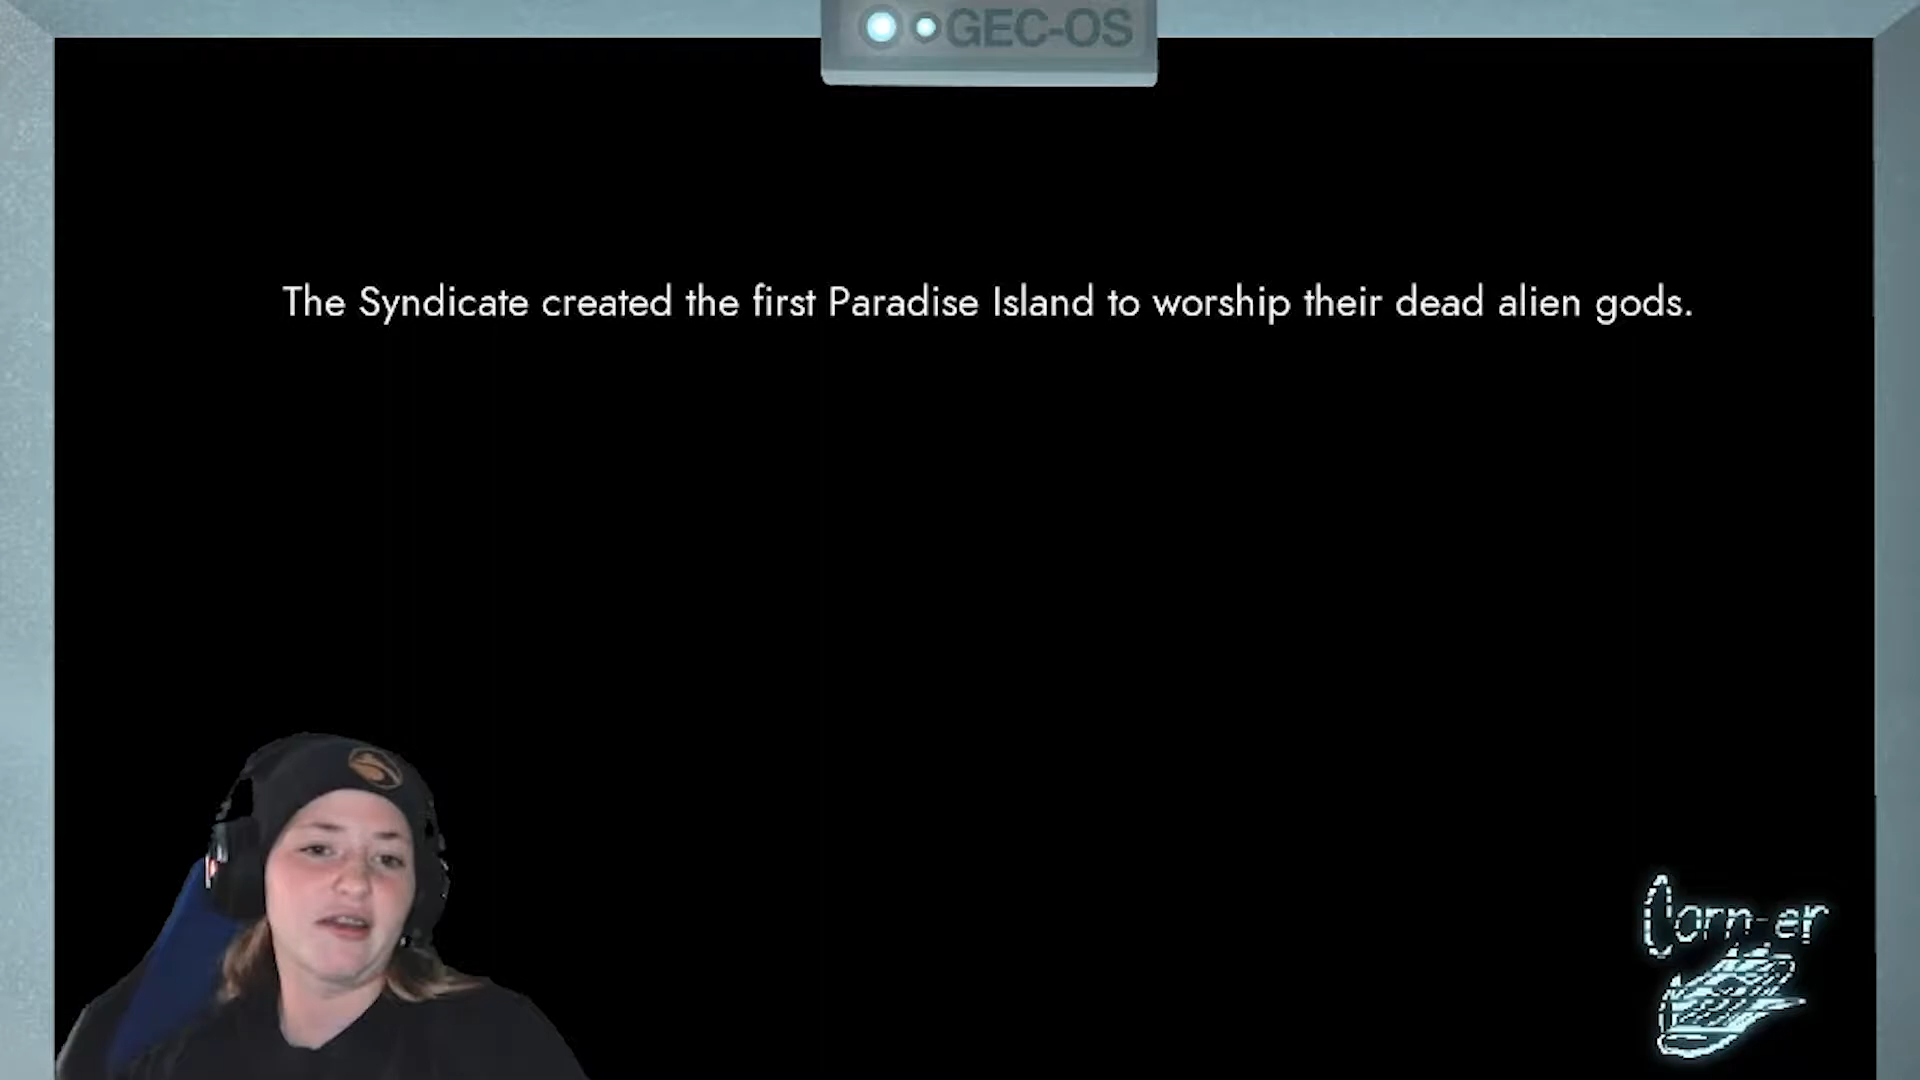 GEC-OS
The Syndicate created the first Paradise Island to worship their dead alien gods.
Corn-er